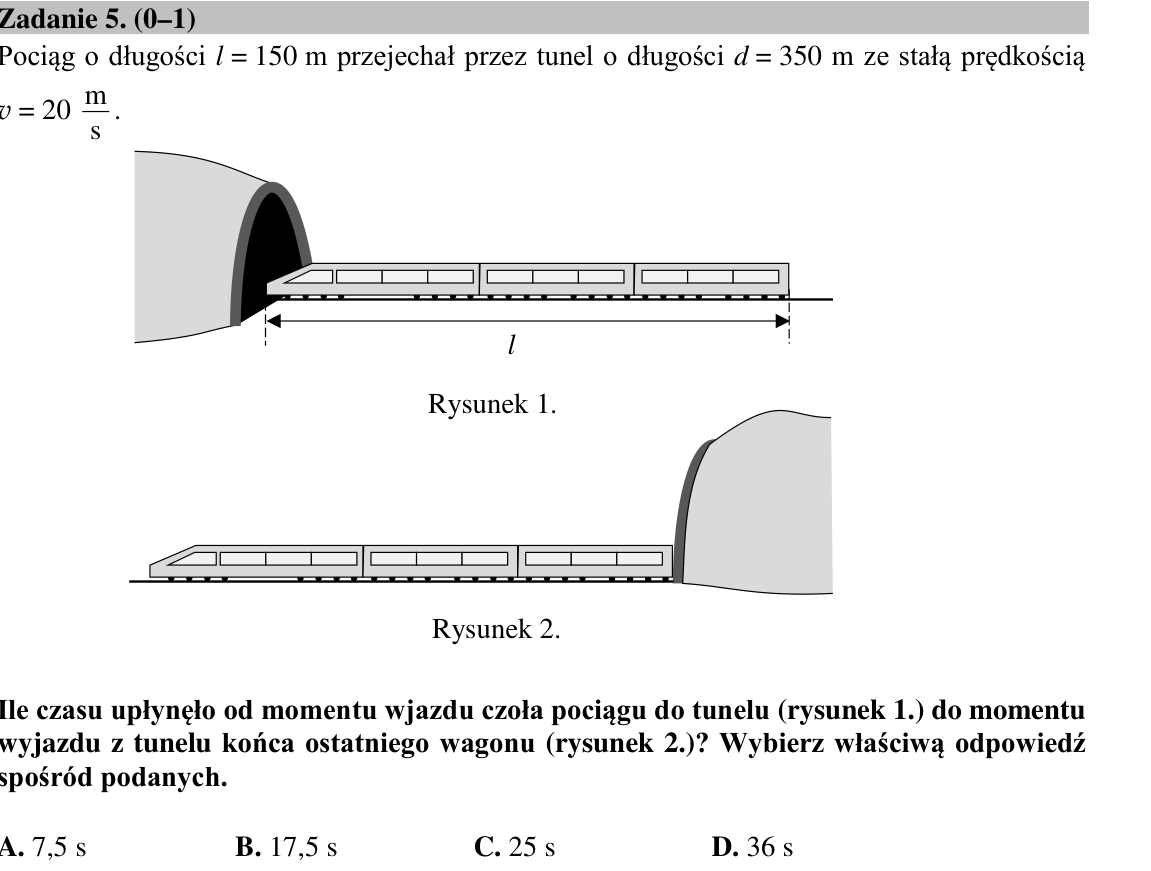 Zadanie 5. (0–1)
Pociąg o długości l = 150 m przejechał przez tunel o długości d = 350 m ze stałą prędkością
v = 20 m/s.
l
Rysunek 1.
Rysunek 2.
Ile czasu upłynęło od momentu wjazdu czoła pociągu do tunelu (rysunek 1.) do momentu
wyjazdu z tunelu końca ostatniego wagonu (rysunek 2.)? Wybierz właściwą odpowiedź
spośród podanych.
A. 7,5 s B. 17,5 s C. 25 s D. 36 s